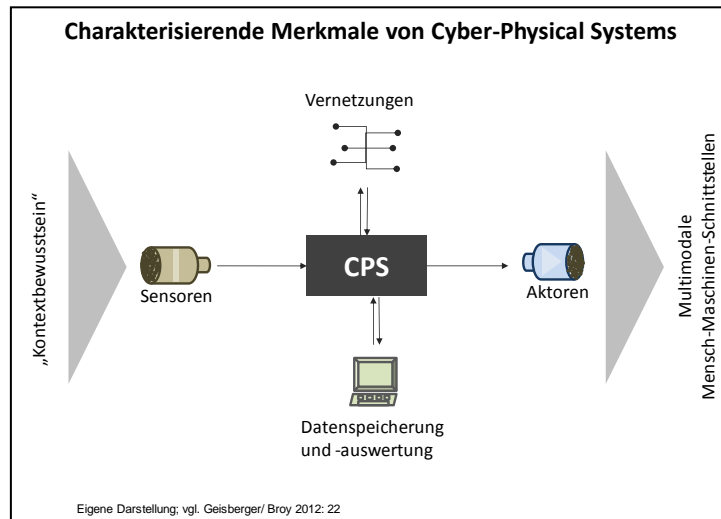 Charakterisierende Merkmale von Cyber-Physical Systems
Vernetzungen
„Kontextbewusstsein“
Sensoren
CPS
Aktoren
Multimodale
Mensch-Maschinen-Schnittstellen
Datenspeicherung
und -auswertung
Eigene Darstellung; vgl. Geisberger/ Broy 2012: 22